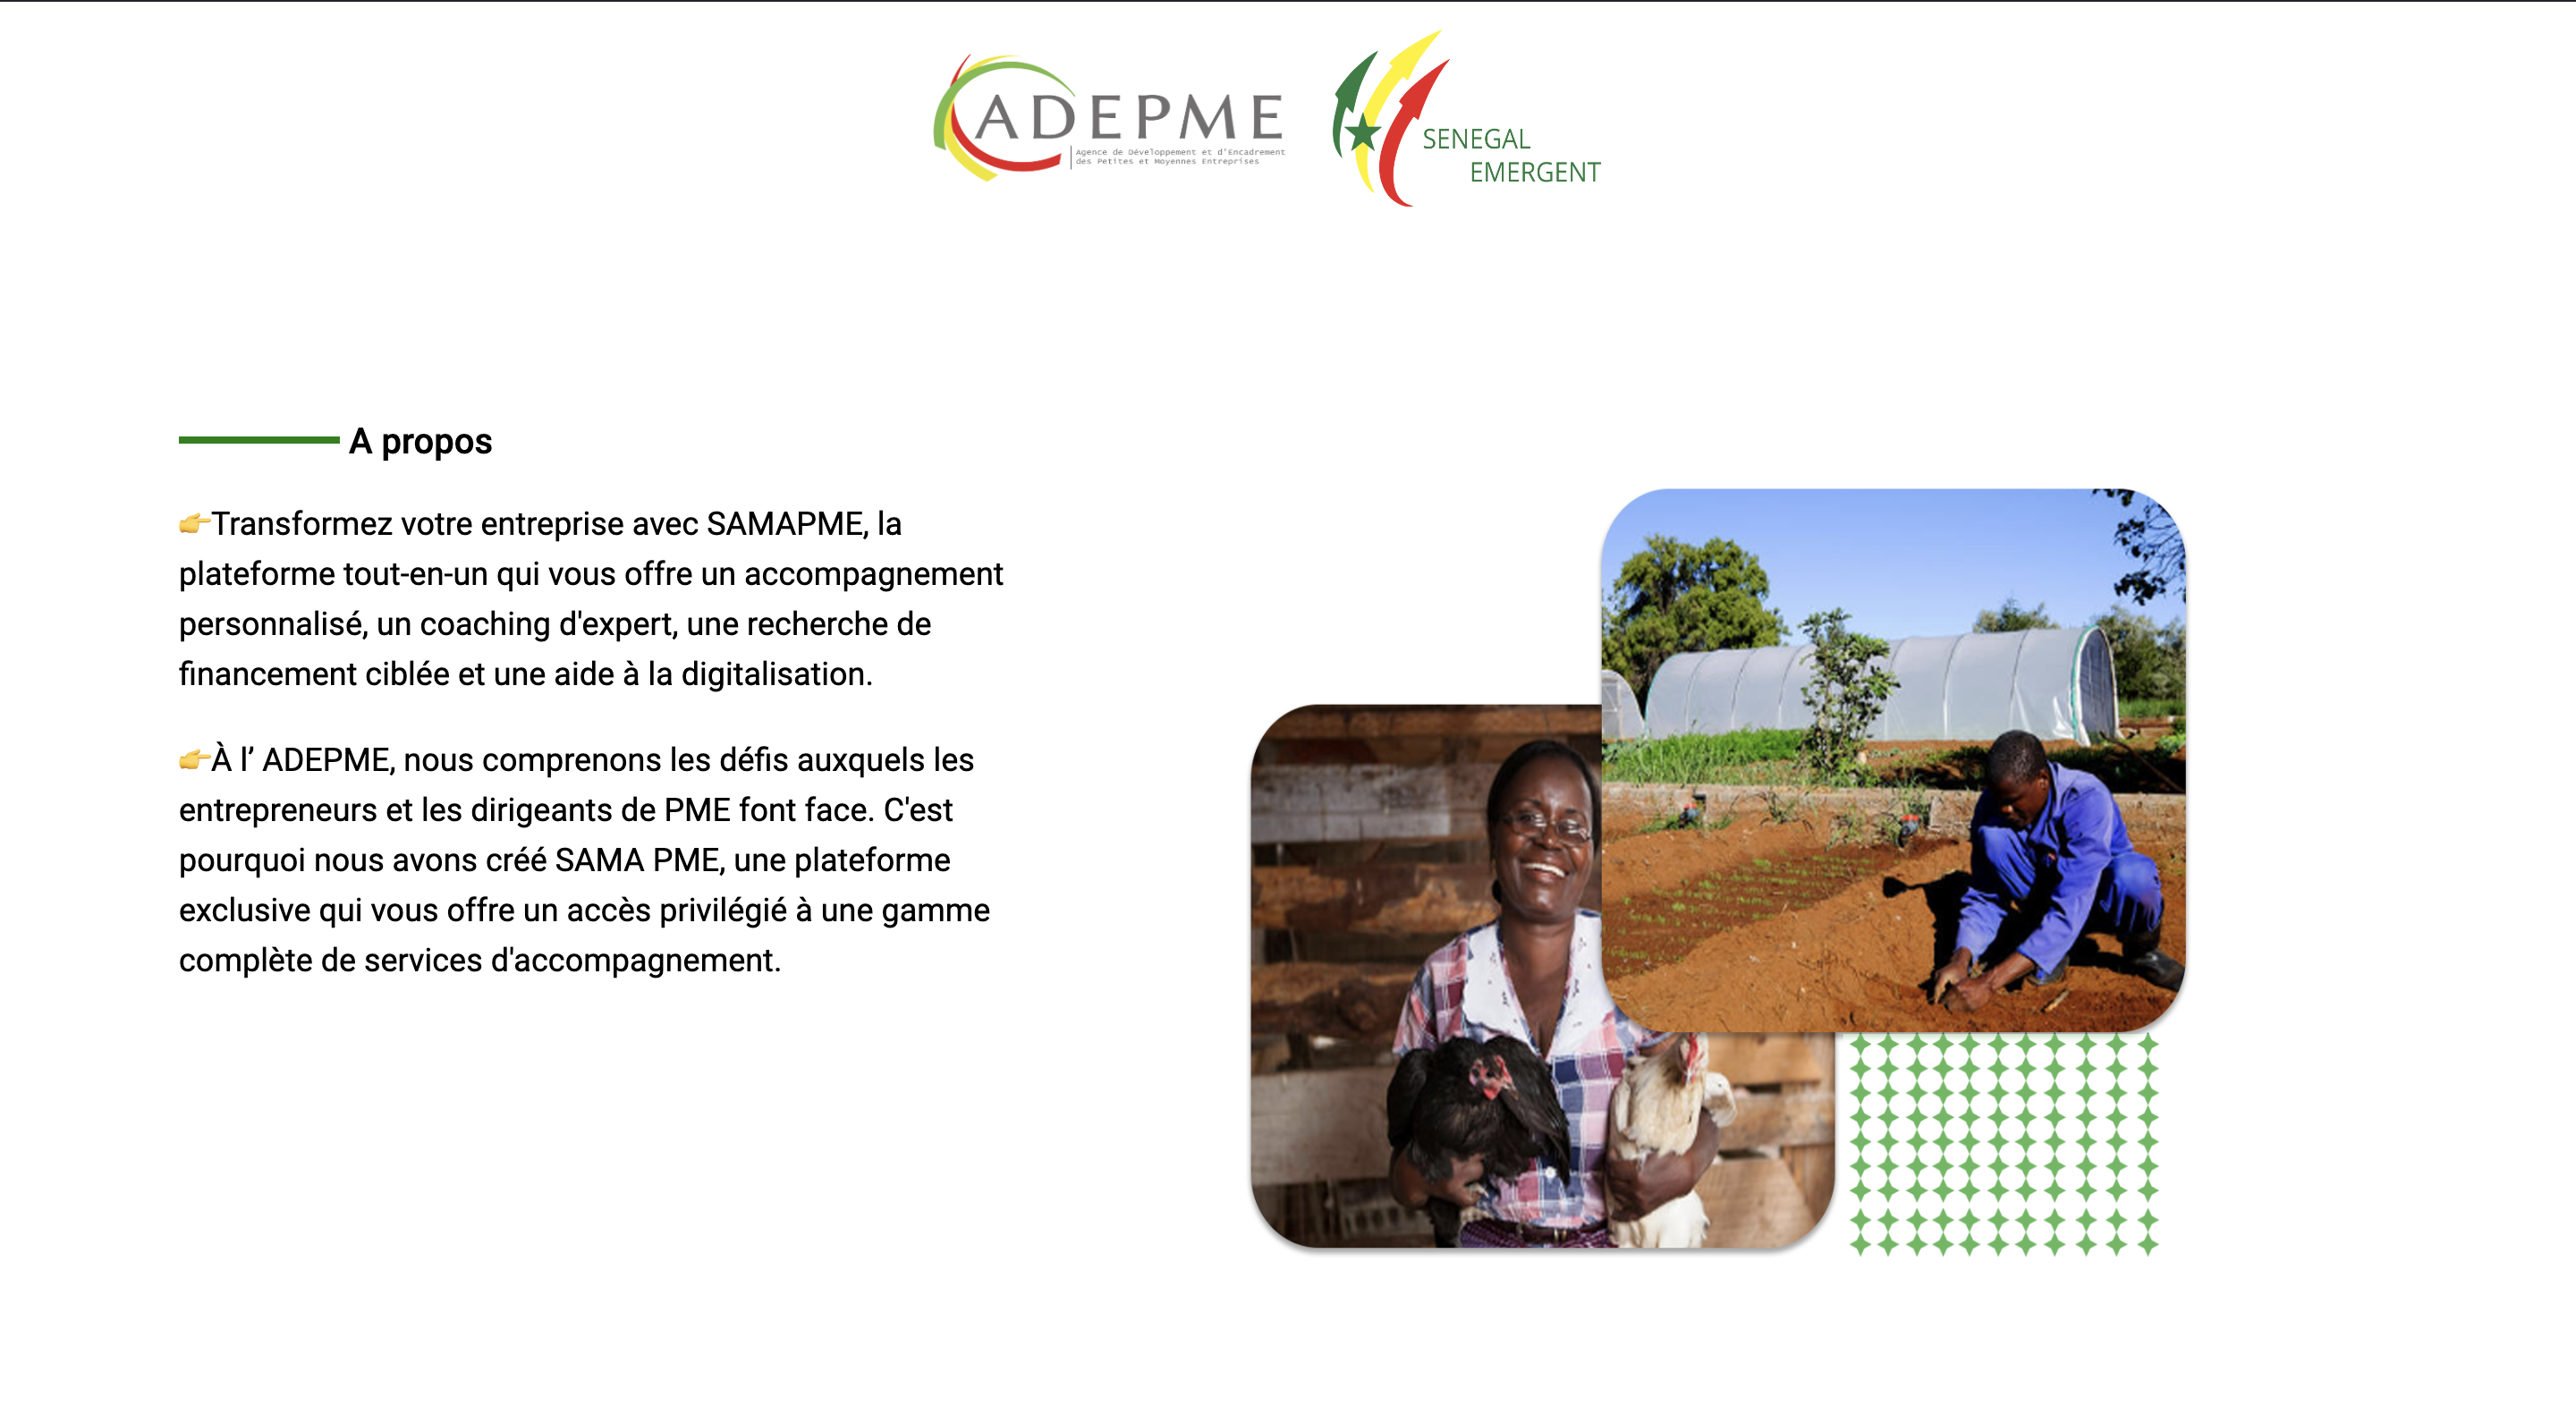 ADEPME
Agence de Développement et d'Encadrement
des Petites et Moyennes Entreprises
SENEGAL
EMERGENT
A propos
👉Transformez votre entreprise avec SAMAPME, la
plateforme tout-en-un qui vous offre un accompagnement
personnalisé, un coaching d'expert, une recherche de
financement ciblée et une aide à la digitalisation.
👉À l’ ADEPME, nous comprenons les défis auxquels les
entrepreneurs et les dirigeants de PME font face. C'est
pourquoi nous avons créé SAMA PME, une plateforme
exclusive qui vous offre un accès privilégié à une gamme
complète de services d'accompagnement.